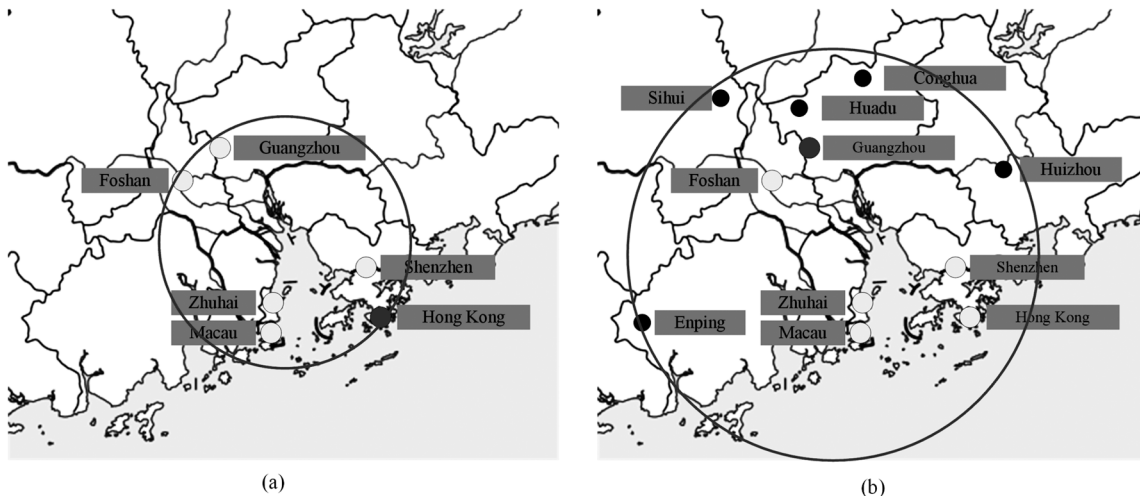 Guangzhou
Foshan
Shenzhen
Zhuhai
Hong Kong
Macau
(a)
Conghua
Sihui
Huadu
Guangzhou
Huizhou
Foshan
Shenzhen
Zhuhai
Hong Kong
Enping
Macau
(b)